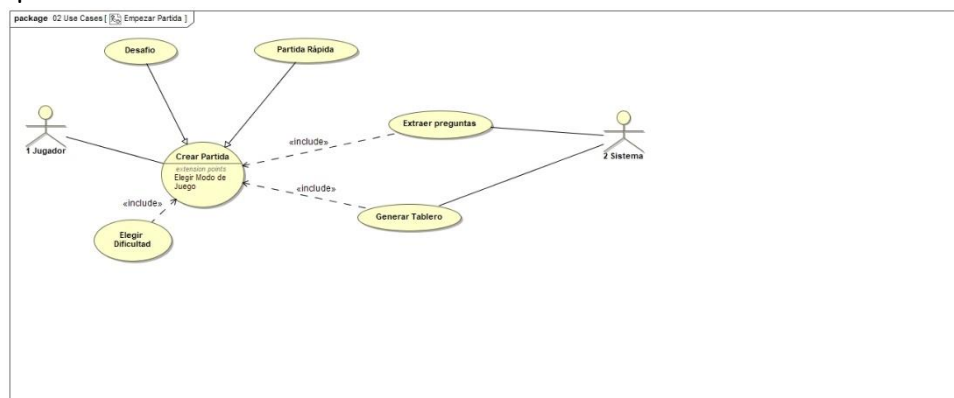 package 02 Use Cases [ Empezar Partida ]
Desafio
Partida Rápida
1 Jugador
Extraer preguntas
2 Sistema
«include»
Crear Partida
extension points
Elegir Modo de
Juego
«include»
«include»
Generar Tablero
Elegir
Dificultad